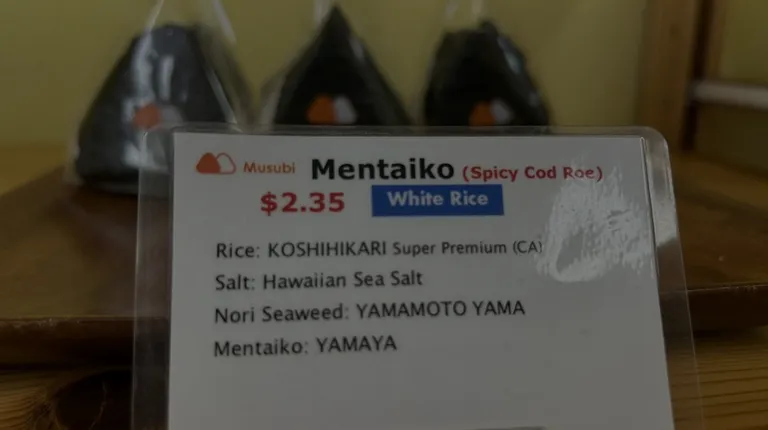 Musubi Mentaiko (Spicy Cod Roe)
$2.35 White Rice
Rice: KOSHIHIKARI Super Premium (CA)
Salt: Hawaiian Sea Salt
Nori Seaweed: YAMAMOTO YAMA
Mentaiko: YAMAYA